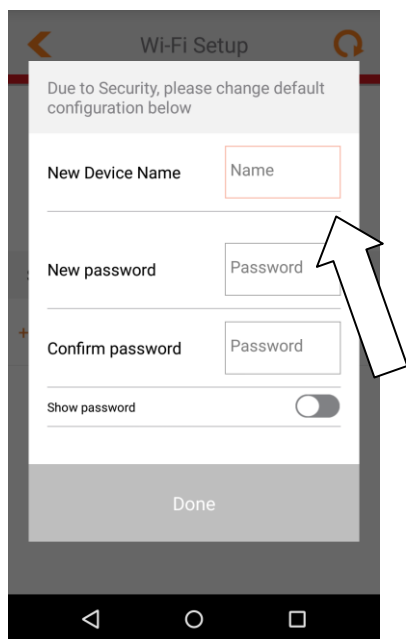 Wi-Fi Setup
Due to Security, please change default
configuration below
New Device Name
Name
New password
Password
Confirm password
Password
Show password
Done